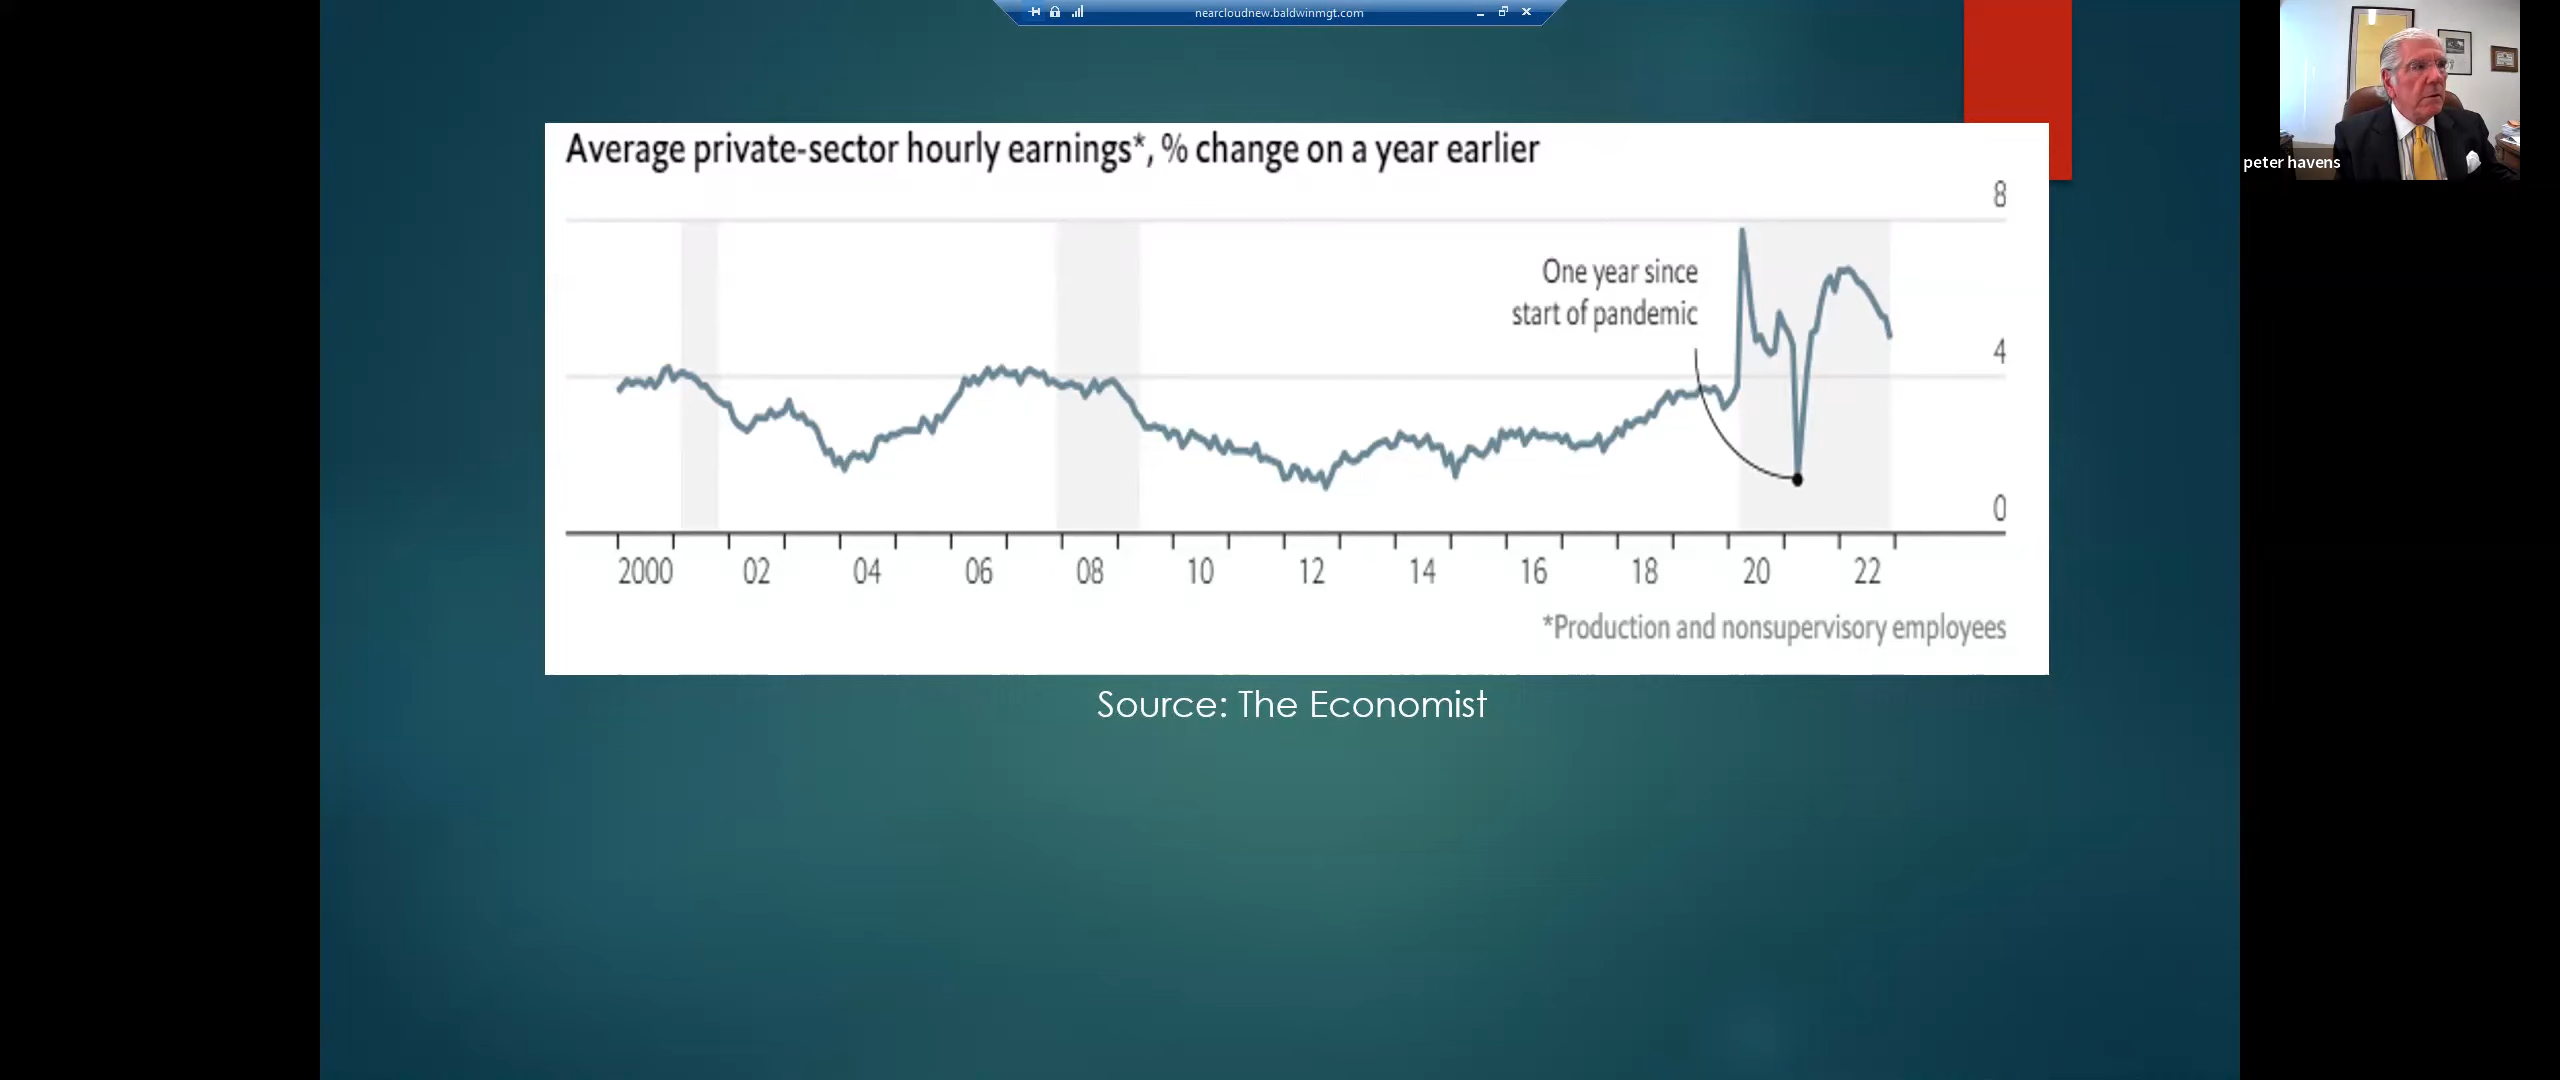 nearcloudnew.baldwinmgt.com
peter havens
Average private-sector hourly earnings*, % change on a year earlier
8
One year since
start of pandemic
4
0
2000 02 04 06 08 10 12 14 16 18 20 22
*Production and nonsupervisory employees
Source: The Economist